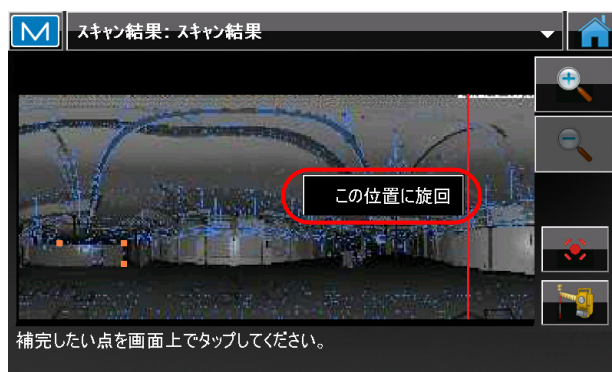 M スキャン結果: スキャン結果
この位置に旋回
補完したい点を画面上でタップしてください。